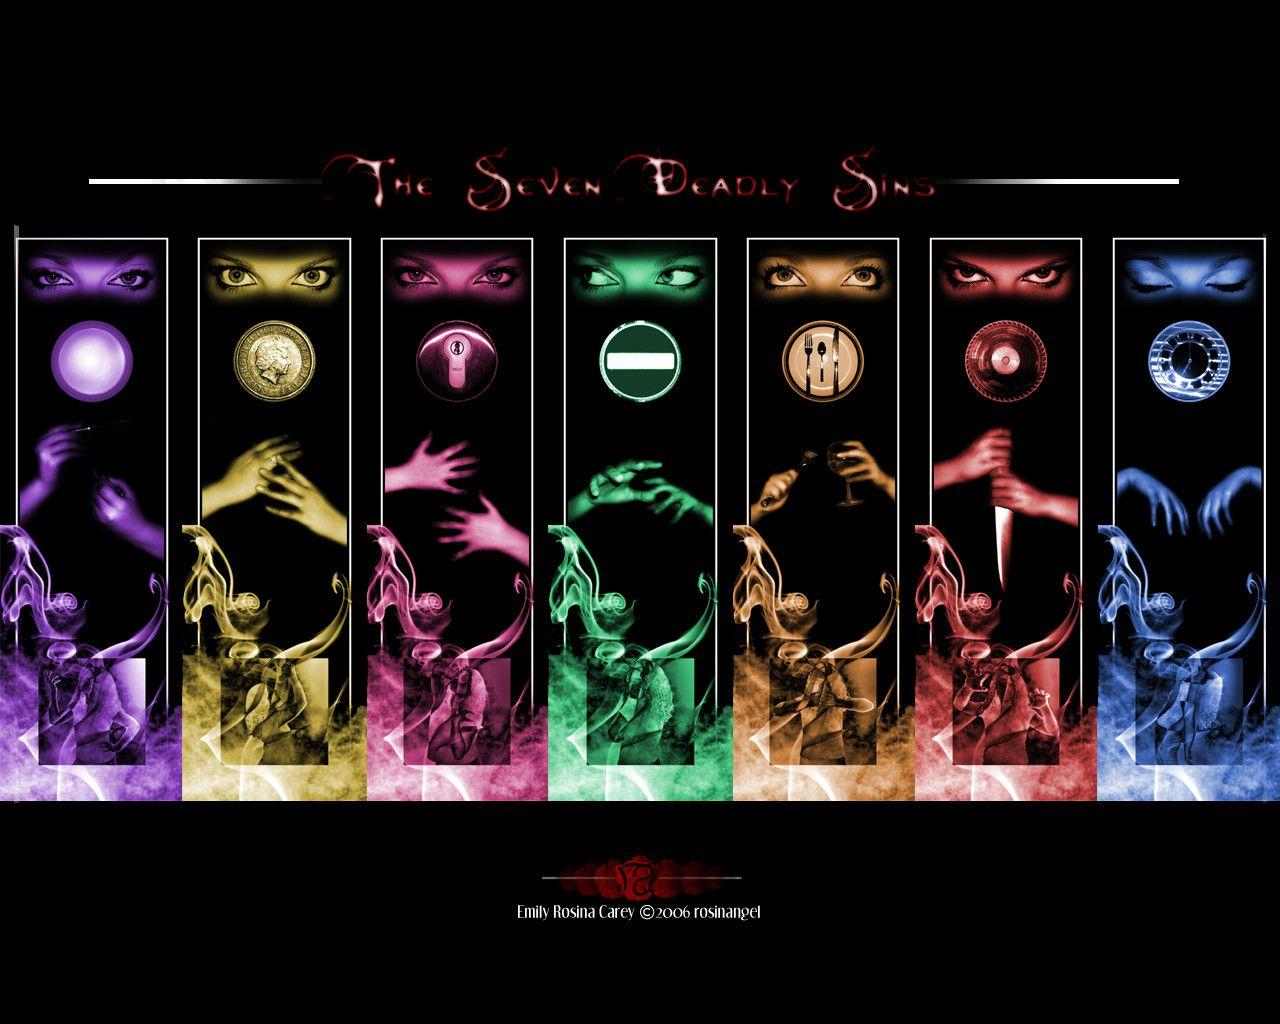 The Seven Deadly Sins
Emily Rosina Carey ©2006 rosinangel